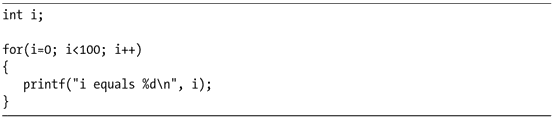 int i;

for(i=0; i<100; i++)
{
   printf("i equals %d\n", i);
}